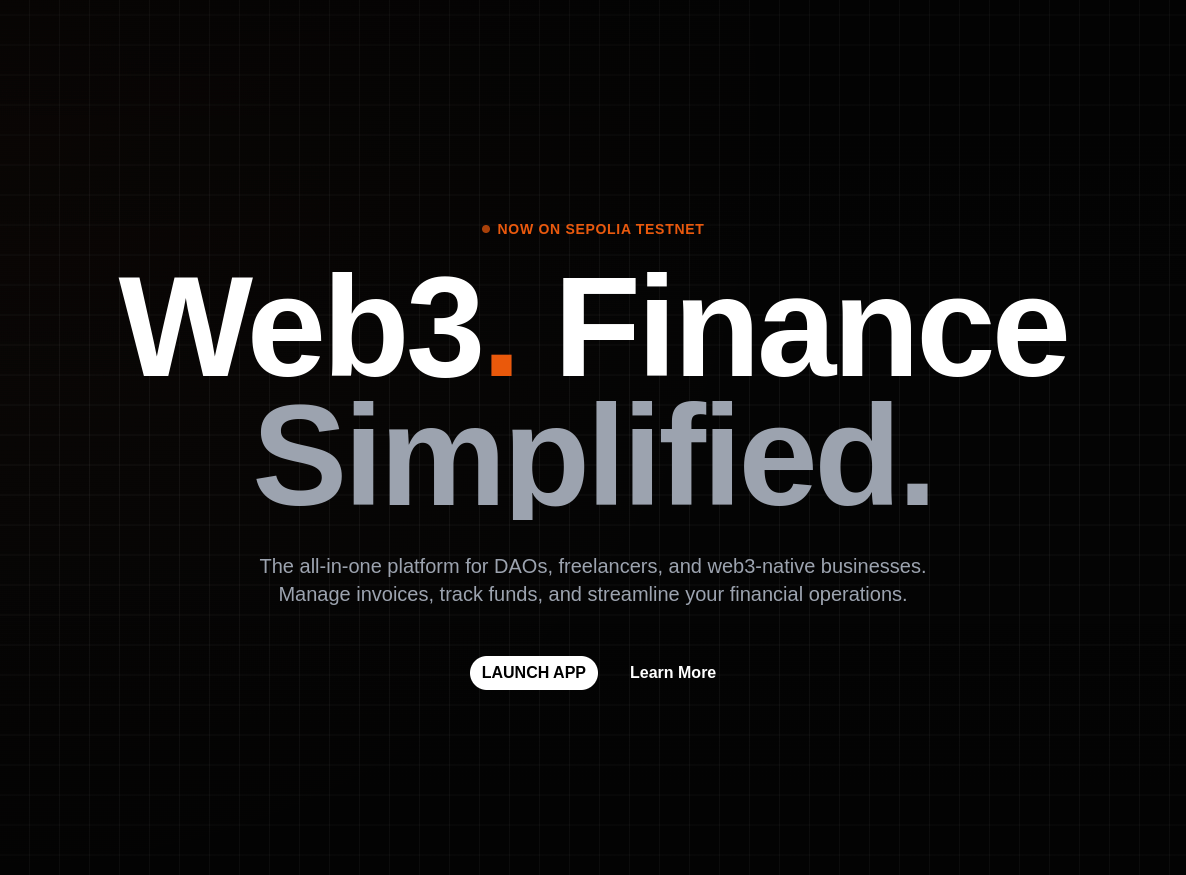 NOW ON SEPOLIA TESTNET
Web3. Finance
Simplified.
The all-in-one platform for DAOs, freelancers, and web3-native businesses.
Manage invoices, track funds, and streamline your financial operations.
LAUNCH APP
Learn More